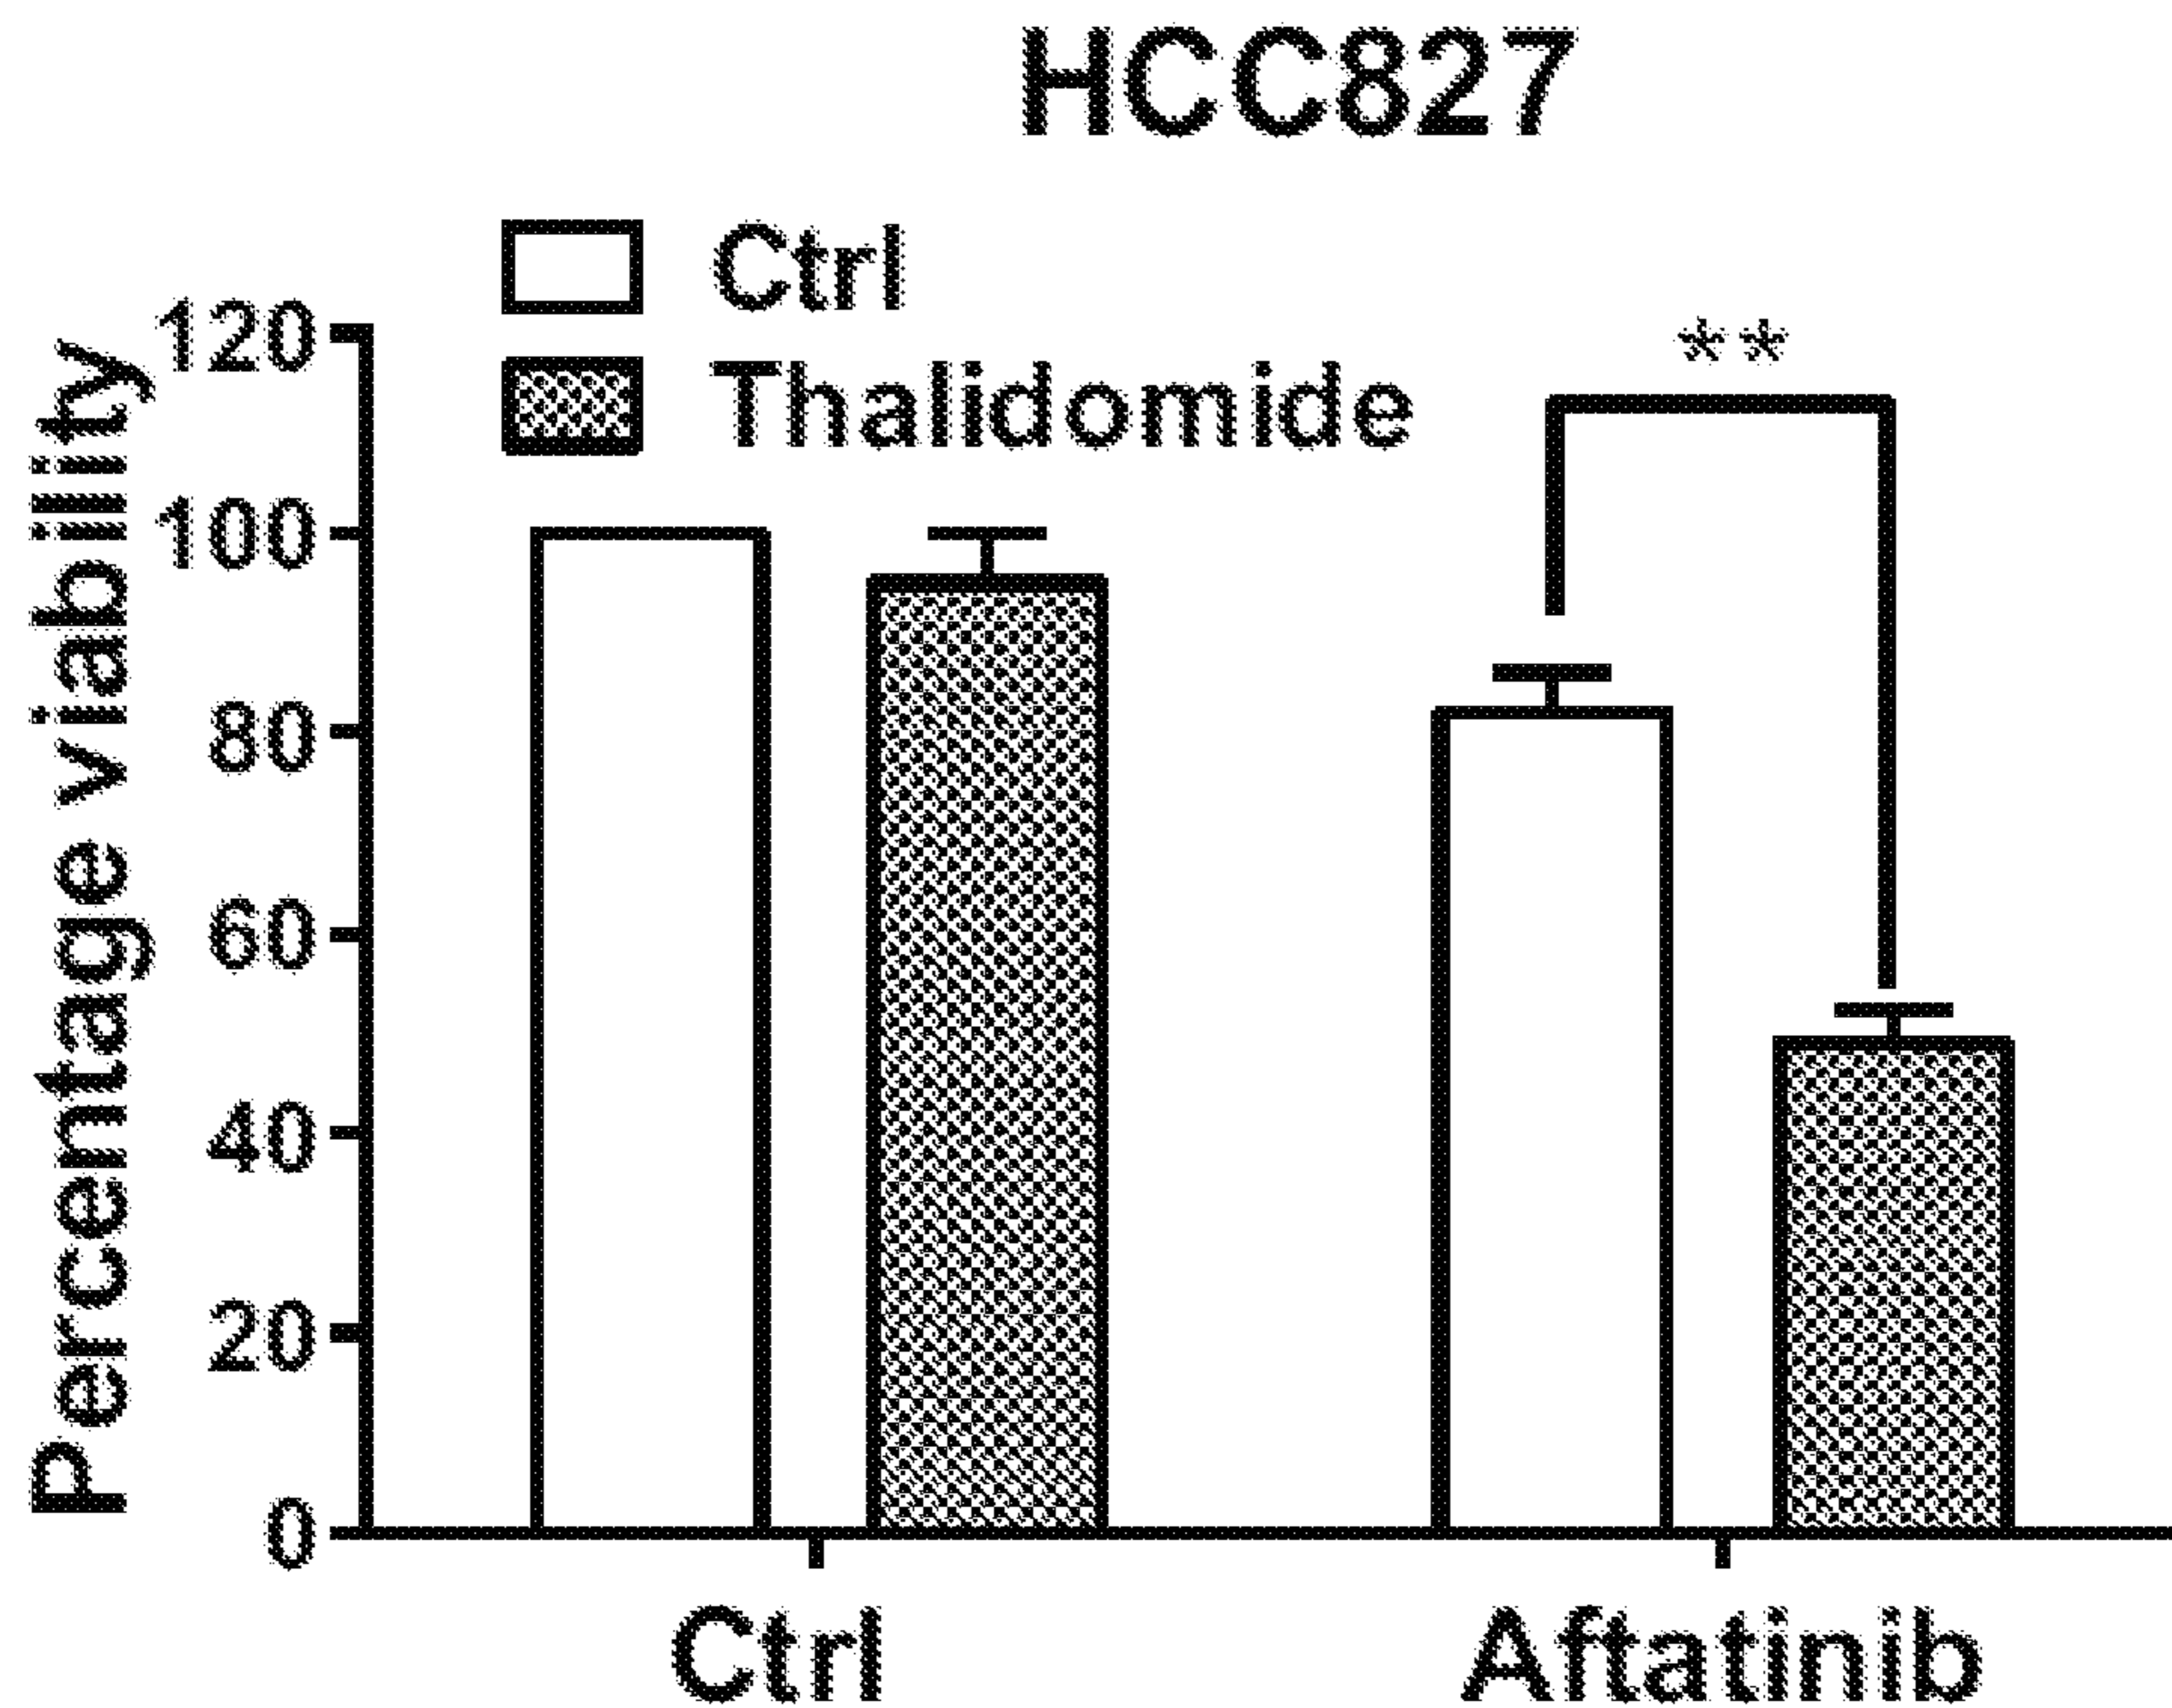 HCC827
Ctrl
Thalidomide
**
Percentage viability
120
100
80
60
40
20
0
Ctrl
Aftatinib